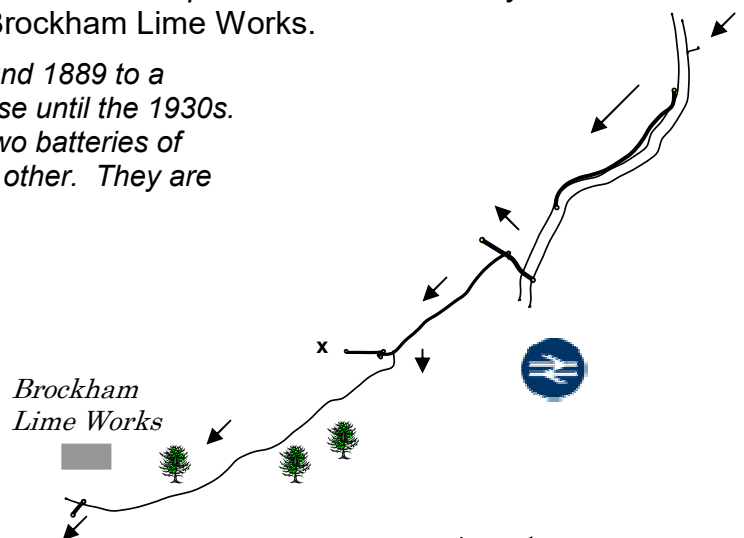 Brockham Lime Works.
nd 1889 to a
se until the 1930s.
wo batteries of
other. They are
x
Brockham
Lime Works